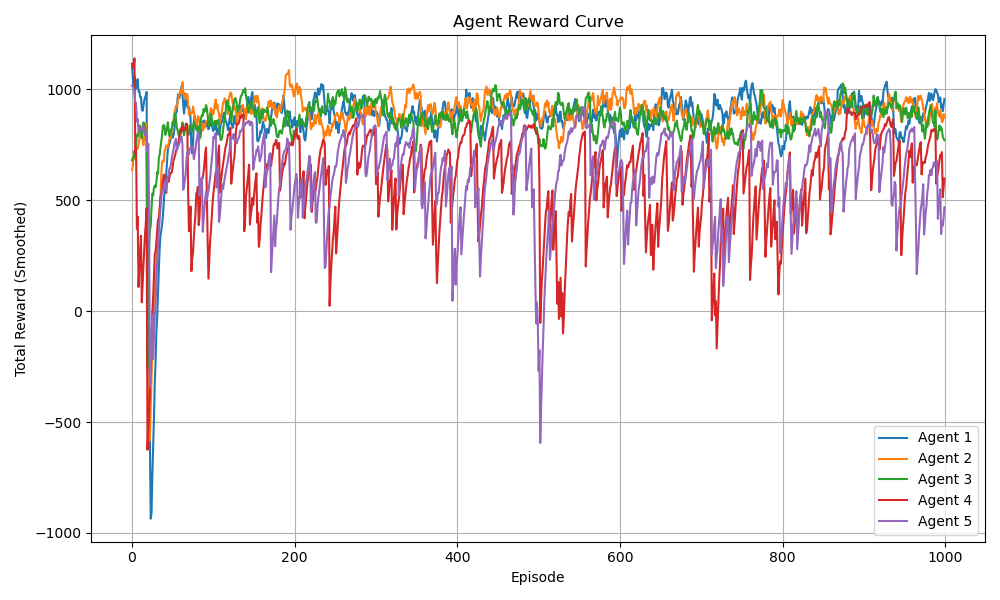 Agent Reward Curve
Total Reward (Smoothed)
1000
500
0
−500
−1000
0 200 400 600 800 1000
Episode
Agent 1
Agent 2
Agent 3
Agent 4
Agent 5